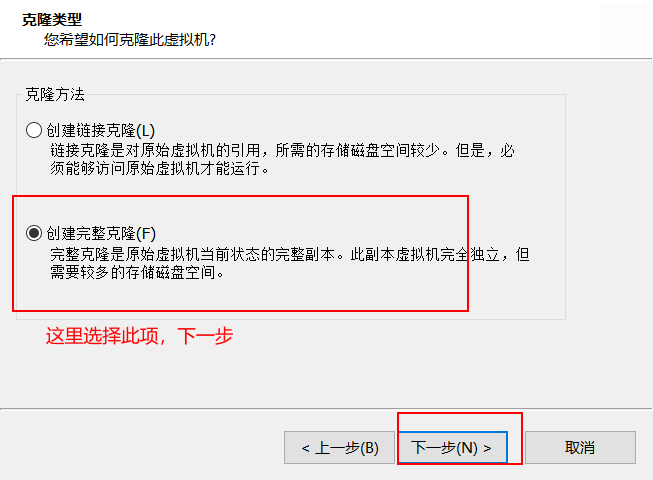 克隆类型
您希望如何克隆此虚拟机?
克隆方法
创建链接克隆(L)
链接克隆是对原始虚拟机的引用，所需的存储磁盘空间较少。但是，必
须能够访问原始虚拟机才能运行。
创建完整克隆(F)
完整克隆是原始虚拟机当前状态的完整副本。此副本虚拟机完全独立，但
需要较多的存储磁盘空间。
这里选择此项，下一步
< 上一步(B) 下一步(N) > 取消